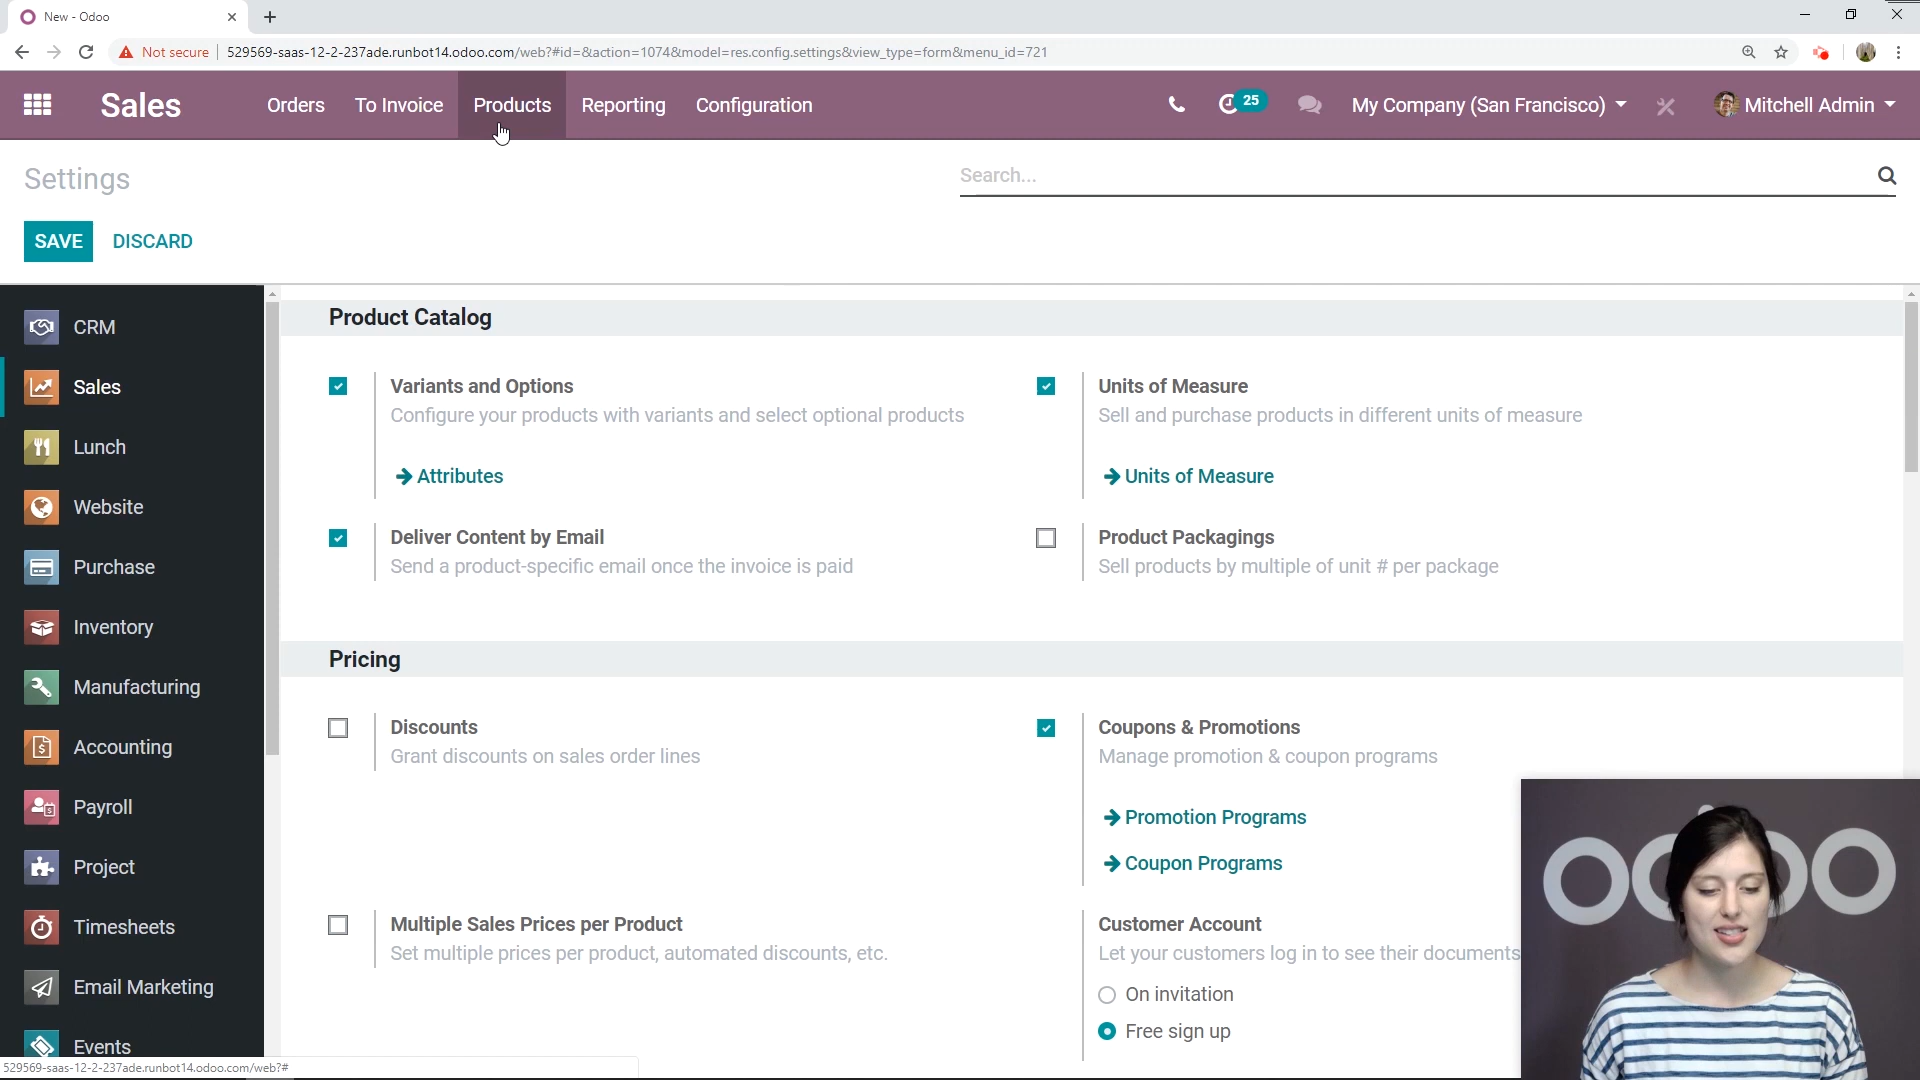 New - Odoo
Not secure
529569-saas-12-2-237ade.runbot14.odoo.com/web?#id=&action=1074&model=res.config.settings&view_type=form&menu_id=721
Sales
Orders
To Invoice
Products
Reporting
Configuration
25
My Company (San Francisco)
Mitchell Admin
Settings
Search...
SAVE
DISCARD
CRM
Sales
Lunch
Website
Purchase
Inventory
Manufacturing
Accounting
Payroll
Project
Timesheets
Email Marketing
Events
Product Catalog
Variants and Options
Configure your products with variants and select optional products
Attributes
Units of Measure
Sell and purchase products in different units of measure
Units of Measure
Deliver Content by Email
Send a product-specific email once the invoice is paid
Product Packagings
Sell products by multiple of unit # per package
Pricing
Discounts
Grant discounts on sales order lines
Coupons & Promotions
Manage promotion & coupon programs
Promotion Programs
Coupon Programs
Multiple Sales Prices per Product
Set multiple prices per product, automated discounts, etc.
Customer Account
Let your customers log in to see their documents
On invitation
Free sign up
odoo
529569-saas-12-2-237ade.runbot14.odoo.com/web?#